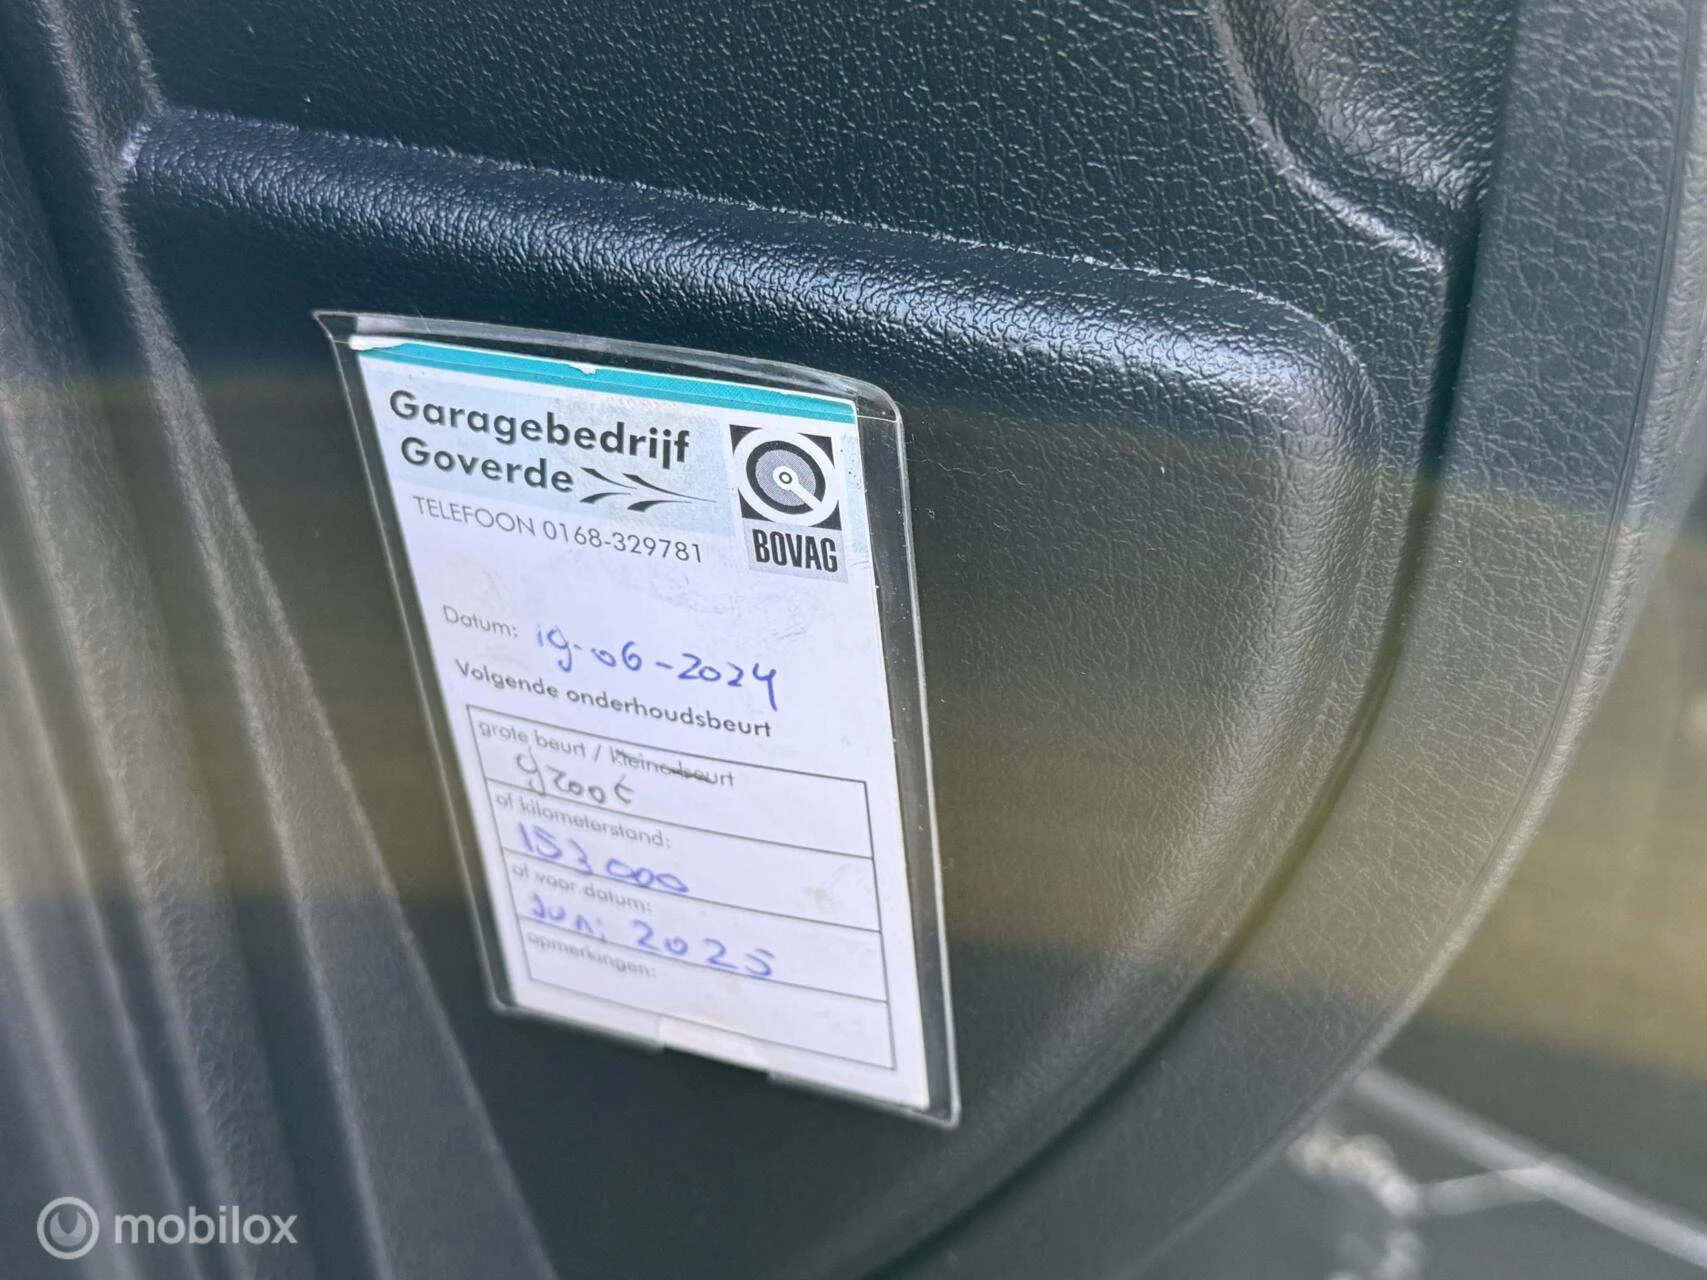 Garagebedrijf
Goverde
BOVAG
TELEFOON 0168-329781
Datum: 19-06-2024
Volgende onderhoudsbeurt
grote beurt / kleine beurt
groot
of kilometerstand:
153000
of voor datum:
Juni 2025
opmerkingen:
mobilox